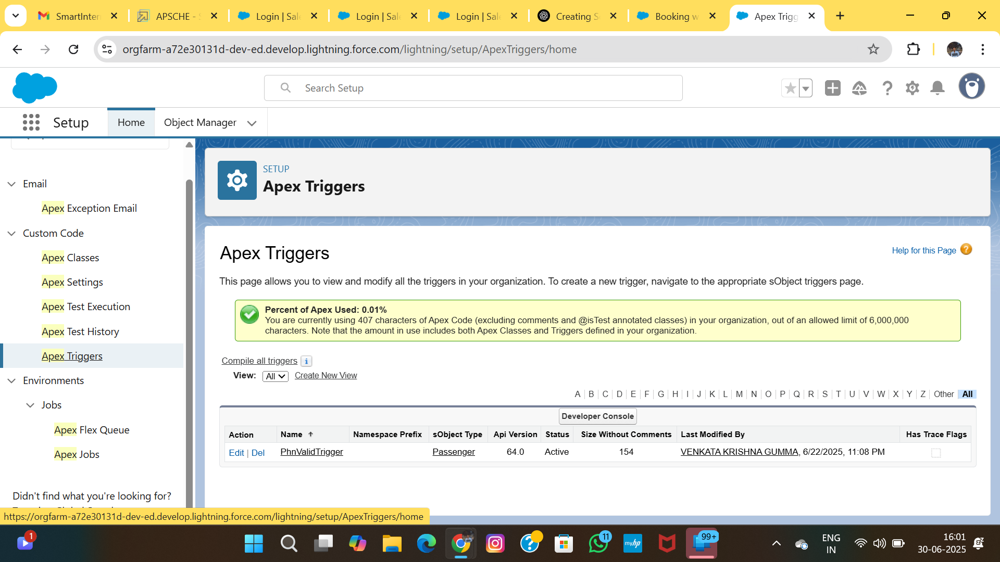 SmartInter
APSCHE - S
Login | Sale
Login | Sale
Login | Sale
Creating S
Booking w
Apex Trigg
orgfarm-a72e30131d-dev-ed.develop.lightning.force.com/lightning/setup/ApexTriggers/home
Search Setup
Setup
Home
Object Manager
Email
Apex Exception Email
Custom Code
Apex Classes
Apex Settings
Apex Test Execution
Apex Test History
Apex Triggers
Environments
Jobs
Apex Flex Queue
Apex Jobs
Didn't find what you're looking for?
SETUP
Apex Triggers
Apex Triggers
Help for this Page
This page allows you to view and modify all the triggers in your organization. To create a new trigger, navigate to the appropriate sObject triggers page.
Percent of Apex Used: 0.01%
You are currently using 407 characters of Apex Code (excluding comments and @isTest annotated classes) in your organization, out of an allowed limit of 6,000,000
characters. Note that the amount in use includes both Apex Classes and Triggers defined in your organization.
Compile all triggers
View: All Create New View
A B C D E F G H I J K L M N O P Q R S T U V W X Y Z Other All
Developer Console
Action Name Namespace Prefix sObject Type Api Version Status Size Without Comments Last Modified By Has Trace Flags
Edit | Del PhnValidTrigger Passenger 64.0 Active 154 VENKATA KRISHNA GUMMA, 6/22/2025, 11:08 PM
https://orgfarm-a72e30131d-dev-ed.develop.lightning.force.com/lightning/setup/ApexTriggers/home
1
11
myhp
99+
ENG
IN
16:01
30-06-2025